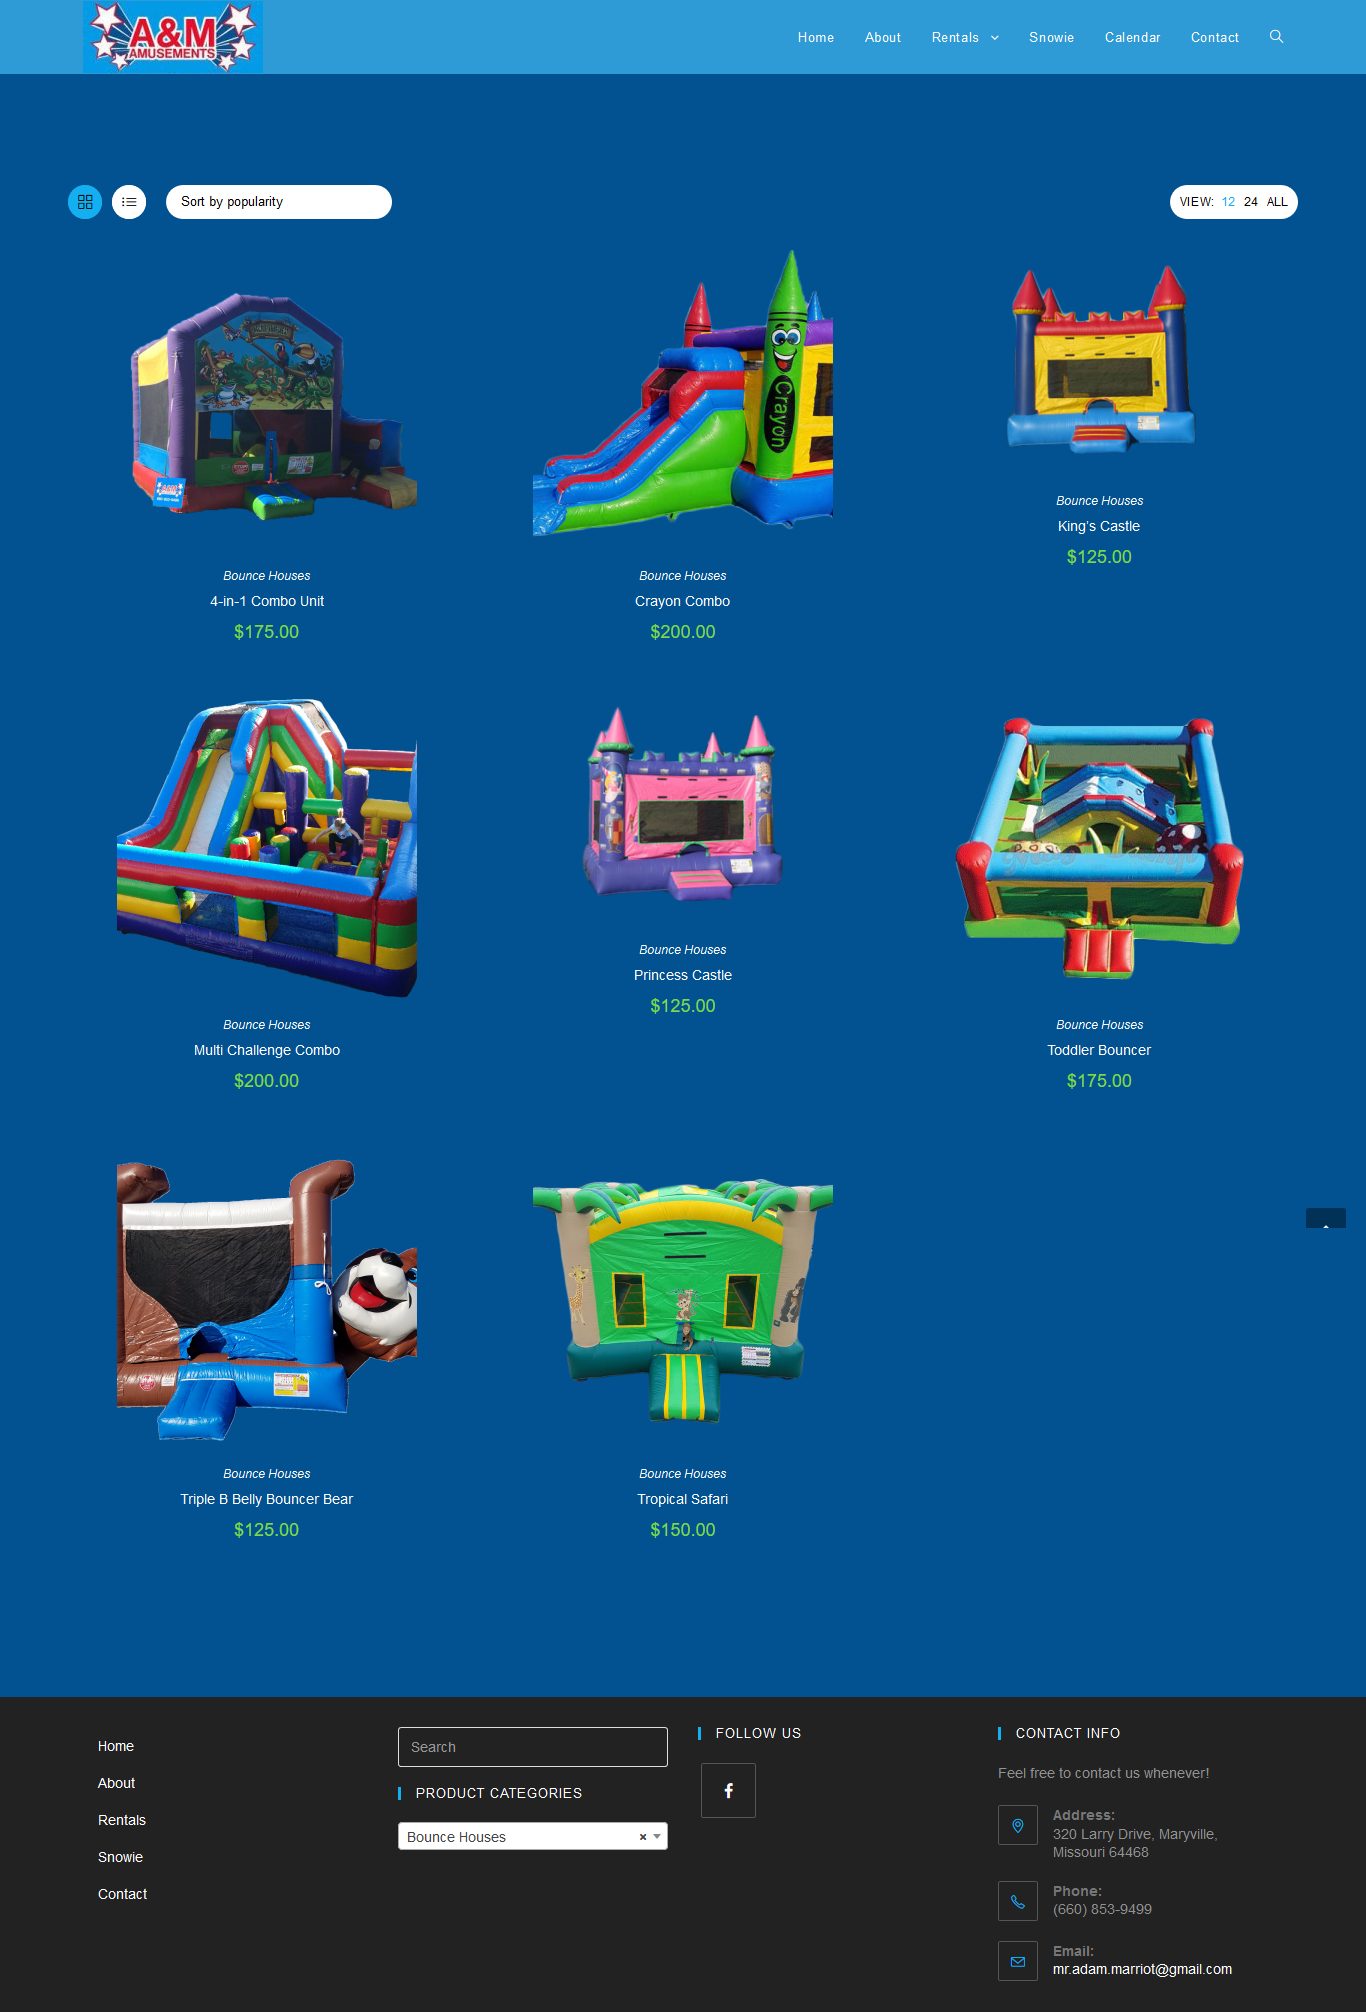 A&M
AMUSEMENTS
Home About Rentals Snowie Calendar Contact
Sort by popularity
VIEW: 12 24 ALL
Crayon
A&M
Bounce Houses
4-in-1 Combo Unit
$175.00
Bounce Houses
Crayon Combo
$200.00
Bounce Houses
King’s Castle
$125.00
Bounce Houses
Multi Challenge Combo
$200.00
Bounce Houses
Princess Castle
$125.00
Bounce Houses
Toddler Bouncer
$175.00
Bounce Houses
Triple B Belly Bouncer Bear
$125.00
Bounce Houses
Tropical Safari
$150.00
Home
About
Rentals
Snowie
Contact
Search
PRODUCT CATEGORIES
Bounce Houses ×
FOLLOW US
CONTACT INFO
Feel free to contact us whenever!
Address:
320 Larry Drive, Maryville,
Missouri 64468
Phone:
(660) 853-9499
Email:
mr.adam.marriot@gmail.com